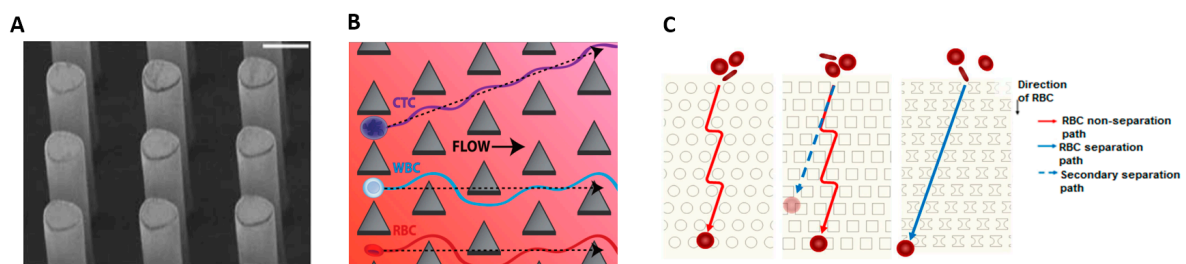 A
B
CTC
FLOW
WBC
RBC
C
Direction
of RBC
RBC non-separation
path
RBC separation
path
Secondary separation
path